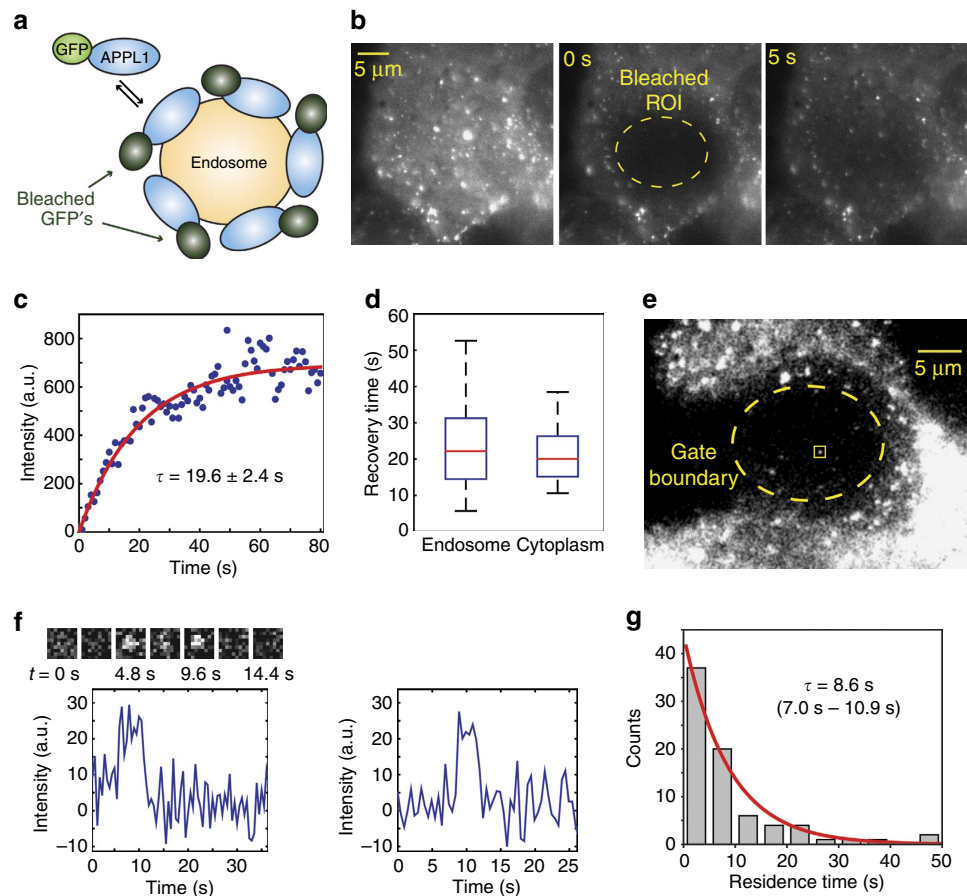 a
GFP
APPL1
Endosome
Bleached
GFP's
b
5 μm
0 s
Bleached
ROI
5 s
c
Intensity (a.u.)
800
600
400
200
0
τ = 19.6 ± 2.4 s
0 20 40 60 80
Time (s)
d
Recovery time (s)
60
50
40
30
20
10
0
Endosome Cytoplasm
e
5 μm
Gate
boundary
f
t = 0 s 4.8 s 9.6 s 14.4 s
Intensity (a.u.)
30
20
10
0
−10
0 10 20 30
Time (s)
Intensity (a.u.)
30
20
10
0
−10
0 5 10 15 20 25
Time (s)
g
Counts
40
30
20
10
0
τ = 8.6 s
(7.0 s – 10.9 s)
0 10 20 30 40 50
Residence time (s)